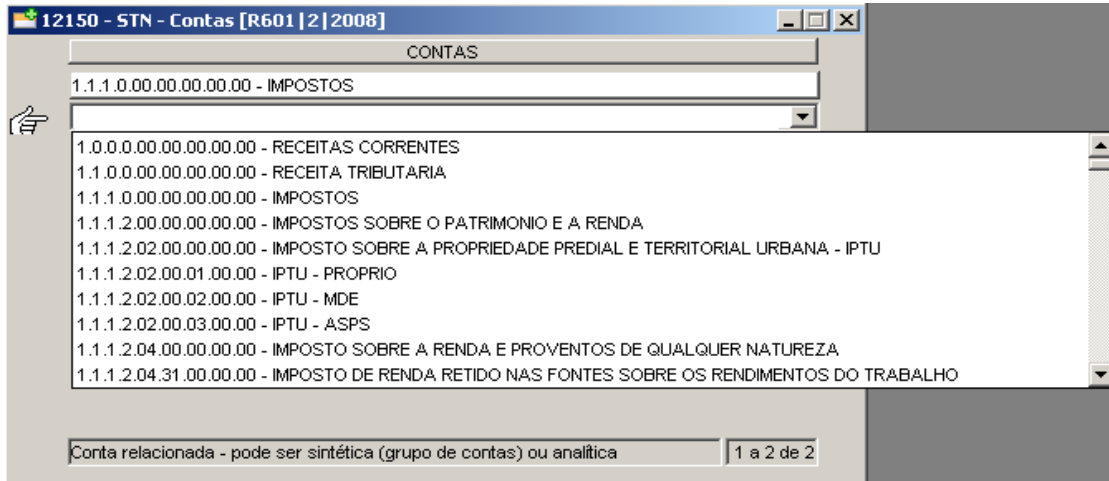 12150 - STN - Contas [R601|2|2008]
CONTAS
1.1.1.0.00.00.00.00.00 - IMPOSTOS
1.0.0.0.00.00.00.00.00 - RECEITAS CORRENTES
1.1.0.0.00.00.00.00.00 - RECEITA TRIBUTARIA
1.1.1.0.00.00.00.00.00 - IMPOSTOS
1.1.1.2.00.00.00.00.00 - IMPOSTOS SOBRE O PATRIMONIO E A RENDA
1.1.1.2.02.00.00.00.00 - IMPOSTO SOBRE A PROPRIEDADE PREDIAL E TERRITORIAL URBANA - IPTU
1.1.1.2.02.00.01.00.00 - IPTU - PROPRIO
1.1.1.2.02.00.02.00.00 - IPTU - MDE
1.1.1.2.02.00.03.00.00 - IPTU - ASPS
1.1.1.2.04.00.00.00.00 - IMPOSTO SOBRE A RENDA E PROVENTOS DE QUALQUER NATUREZA
1.1.1.2.04.31.00.00.00 - IMPOSTO DE RENDA RETIDO NAS FONTES SOBRE OS RENDIMENTOS DO TRABALHO
Conta relacionada - pode ser sintética (grupo de contas) ou analítica
1 a 2 de 2